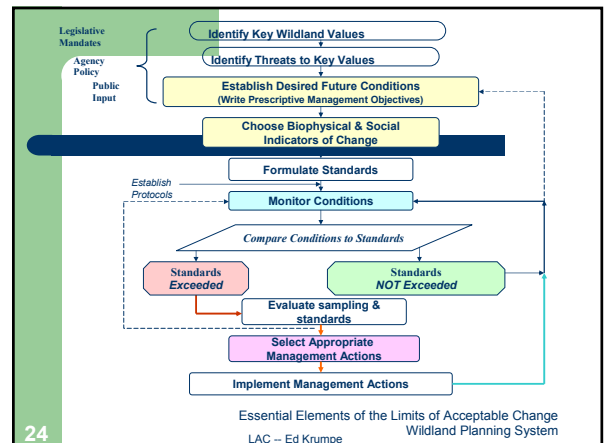 Legislative
Mandates
Agency
Policy
Public
Input
Identify Key Wildland Values
Identify Threats to Key Values
Establish Desired Future Conditions
(Write Prescriptive Management Objectives)
Choose Biophysical & Social
Indicators of Change
Formulate Standards
Establish
Protocols
Monitor Conditions
Compare Conditions to Standards
Standards
Exceeded
Standards
NOT Exceeded
Evaluate sampling &
standards
Select Appropriate
Management Actions
Implement Management Actions
Essential Elements of the Limits of Acceptable Change
Wildland Planning System
LAC -- Ed Krumpe
24